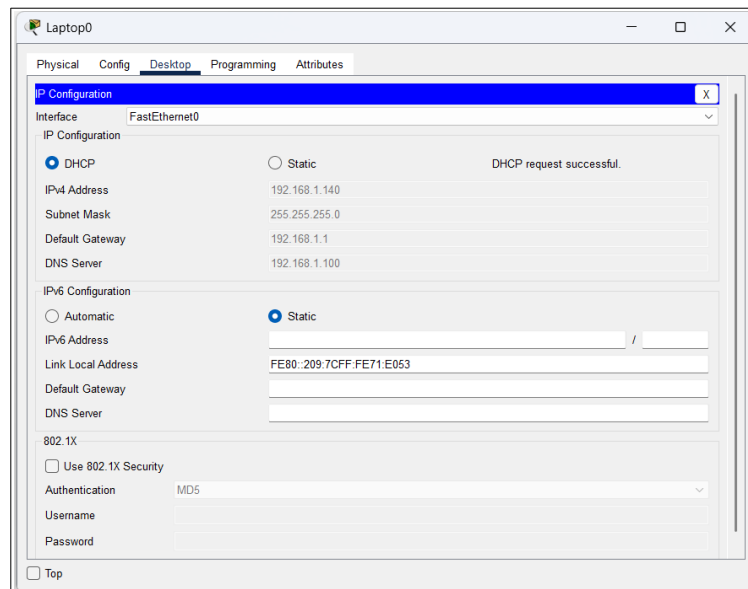 Laptop0
Physical Config Desktop Programming Attributes
IP Configuration X
Interface FastEthernet0
IP Configuration
DHCP Static DHCP request successful.
IPv4 Address 192.168.1.140
Subnet Mask 255.255.255.0
Default Gateway 192.168.1.1
DNS Server 192.168.1.100
IPv6 Configuration
Automatic Static
IPv6 Address /
Link Local Address FE80::209:7CFF:FE71:E053
Default Gateway
DNS Server
802.1X
Use 802.1X Security
Authentication MD5
Username
Password
Top